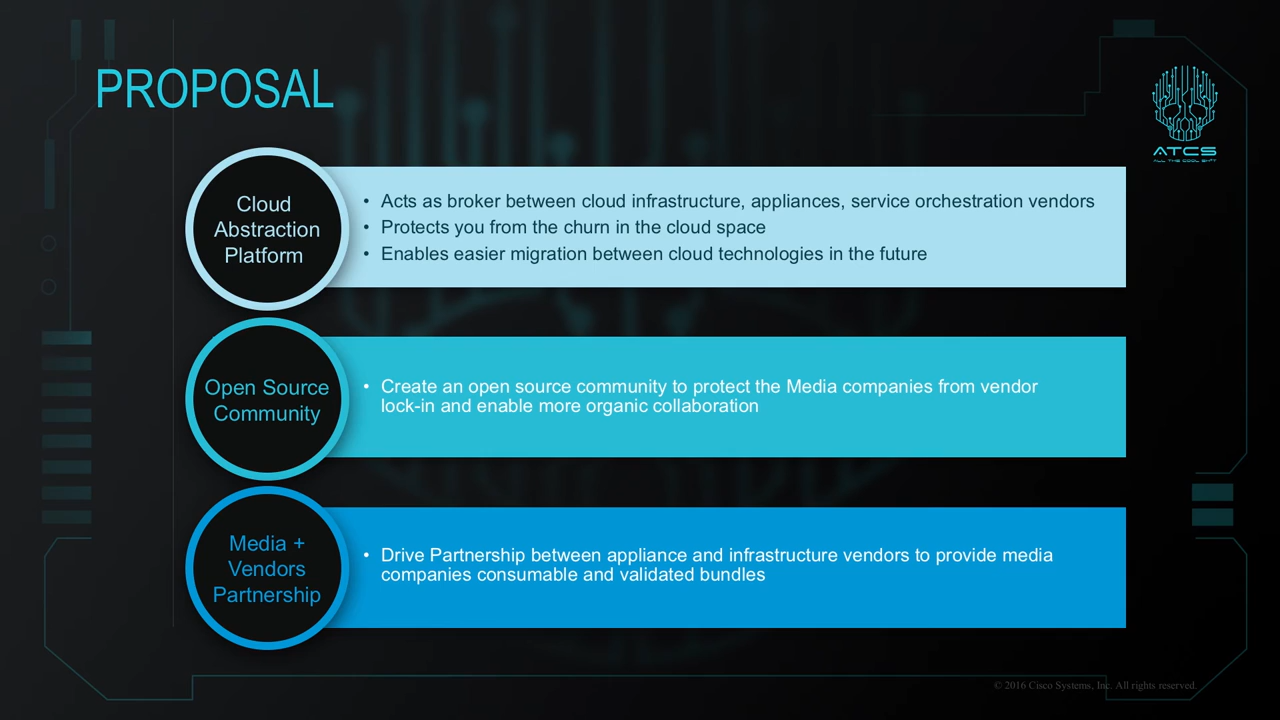 PROPOSAL
ATCS
ALL THE COOL SH*T
Cloud
Abstraction
Platform
• Acts as broker between cloud infrastructure, appliances, service orchestration vendors
• Protects you from the churn in the cloud space
• Enables easier migration between cloud technologies in the future
Open Source
Community
• Create an open source community to protect the Media companies from vendor
lock-in and enable more organic collaboration
Media +
Vendors
Partnership
• Drive Partnership between appliance and infrastructure vendors to provide media
companies consumable and validated bundles
© 2016 Cisco Systems, Inc. All rights reserved.